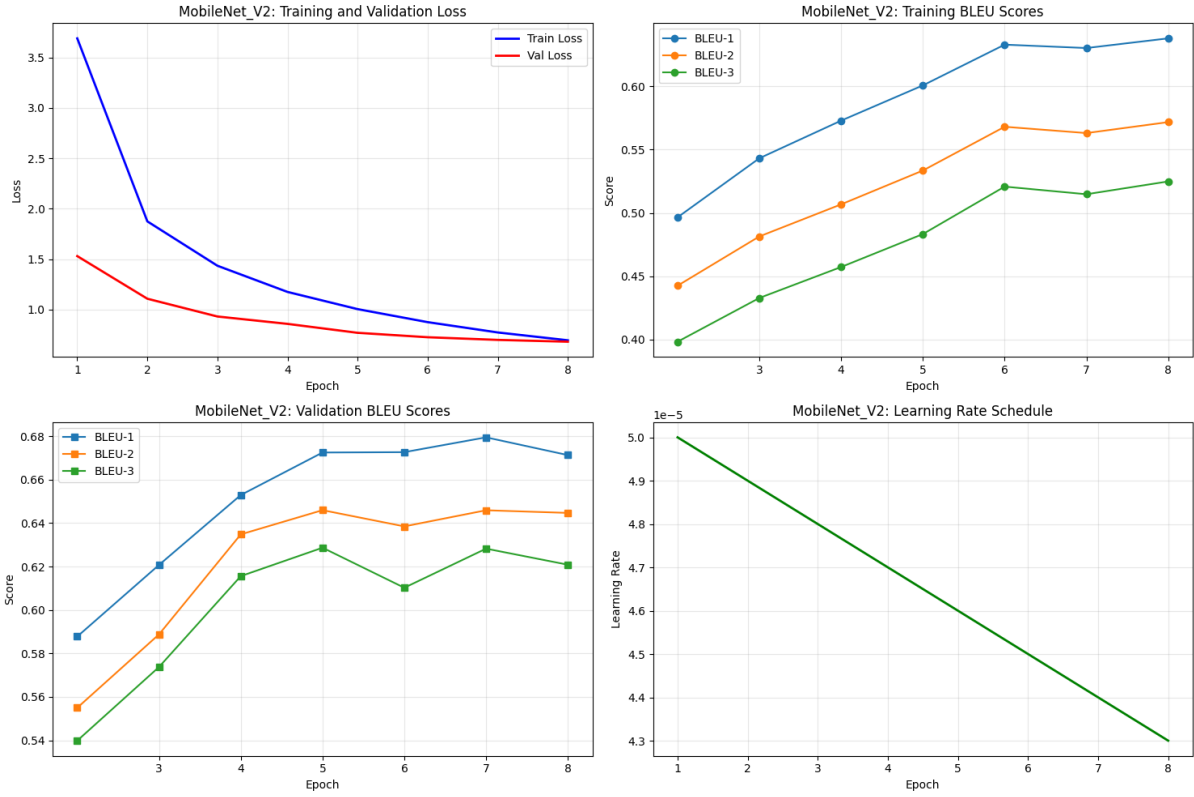 MobileNet_V2: Training and Validation Loss
Loss
3.5
3.0
2.5
2.0
1.5
1.0
Train Loss
Val Loss
1 2 3 4 5 6 7 8
Epoch
MobileNet_V2: Training BLEU Scores
Score
0.60
0.55
0.50
0.45
0.40
BLEU-1
BLEU-2
BLEU-3
3 4 5 6 7 8
Epoch
MobileNet_V2: Validation BLEU Scores
Score
0.68
0.66
0.64
0.62
0.60
0.58
0.56
0.54
BLEU-1
BLEU-2
BLEU-3
3 4 5 6 7 8
Epoch
MobileNet_V2: Learning Rate Schedule
1e−5
Learning Rate
5.0
4.9
4.8
4.7
4.6
4.5
4.4
4.3
1 2 3 4 5 6 7 8
Epoch